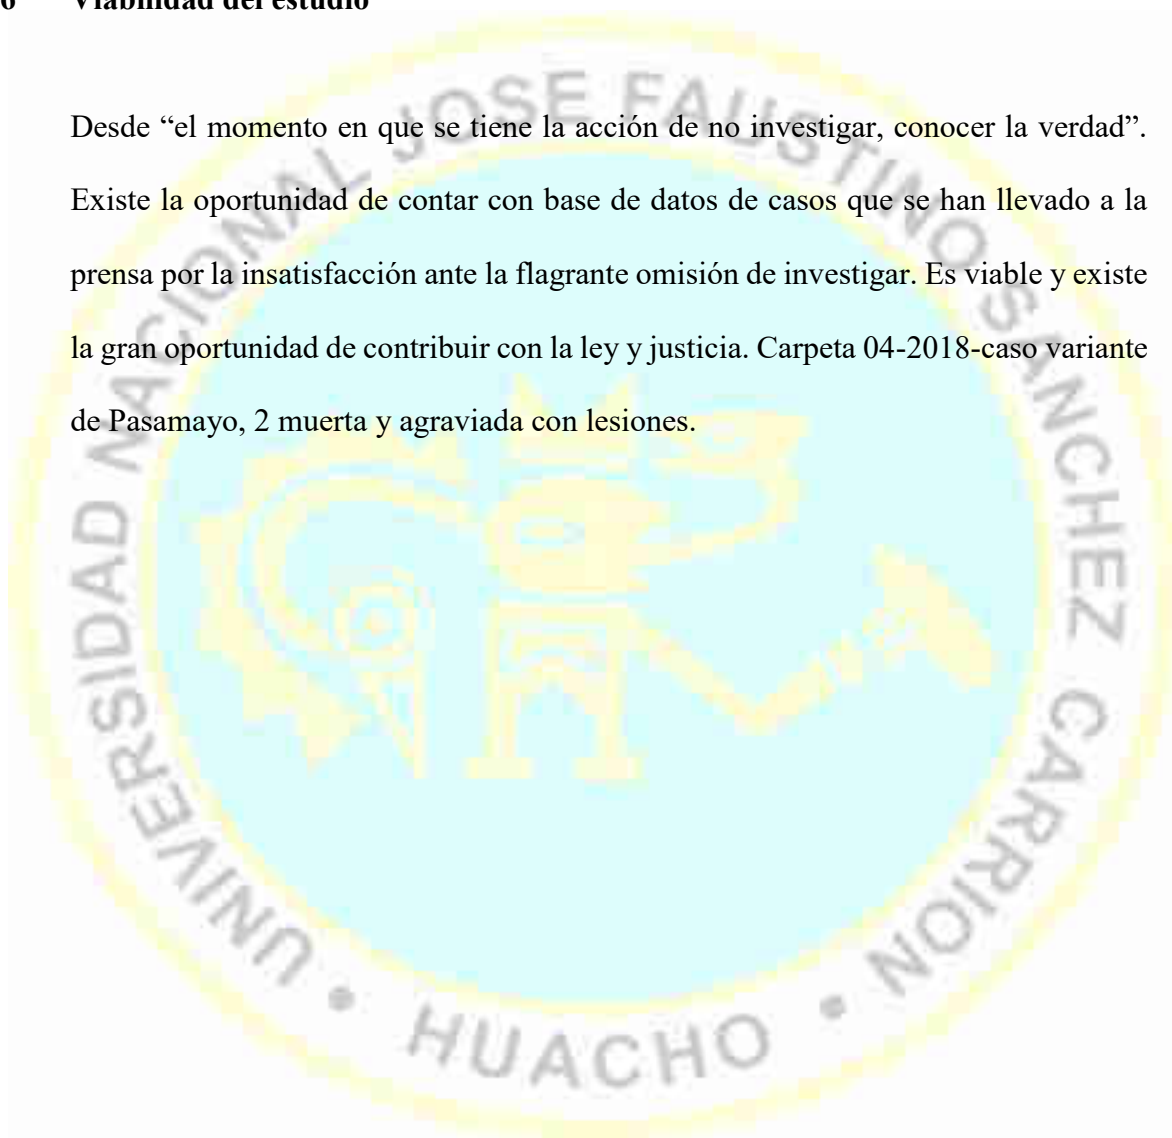 6 Viabilidad del estudio
Desde “el momento en que se tiene la acción de no investigar, conocer la verdad”.
Existe la oportunidad de contar con base de datos de casos que se han llevado a la
prensa por la insatisfacción ante la flagrante omisión de investigar. Es viable y existe
la gran oportunidad de contribuir con la ley y justicia. Carpeta 04-2018-caso variante
de Pasamayo, 2 muerta y agraviada con lesiones.
UNIVERSIDAD NACIONAL JOSE FAUSTINO SANCHEZ CARRION • HUACHO •